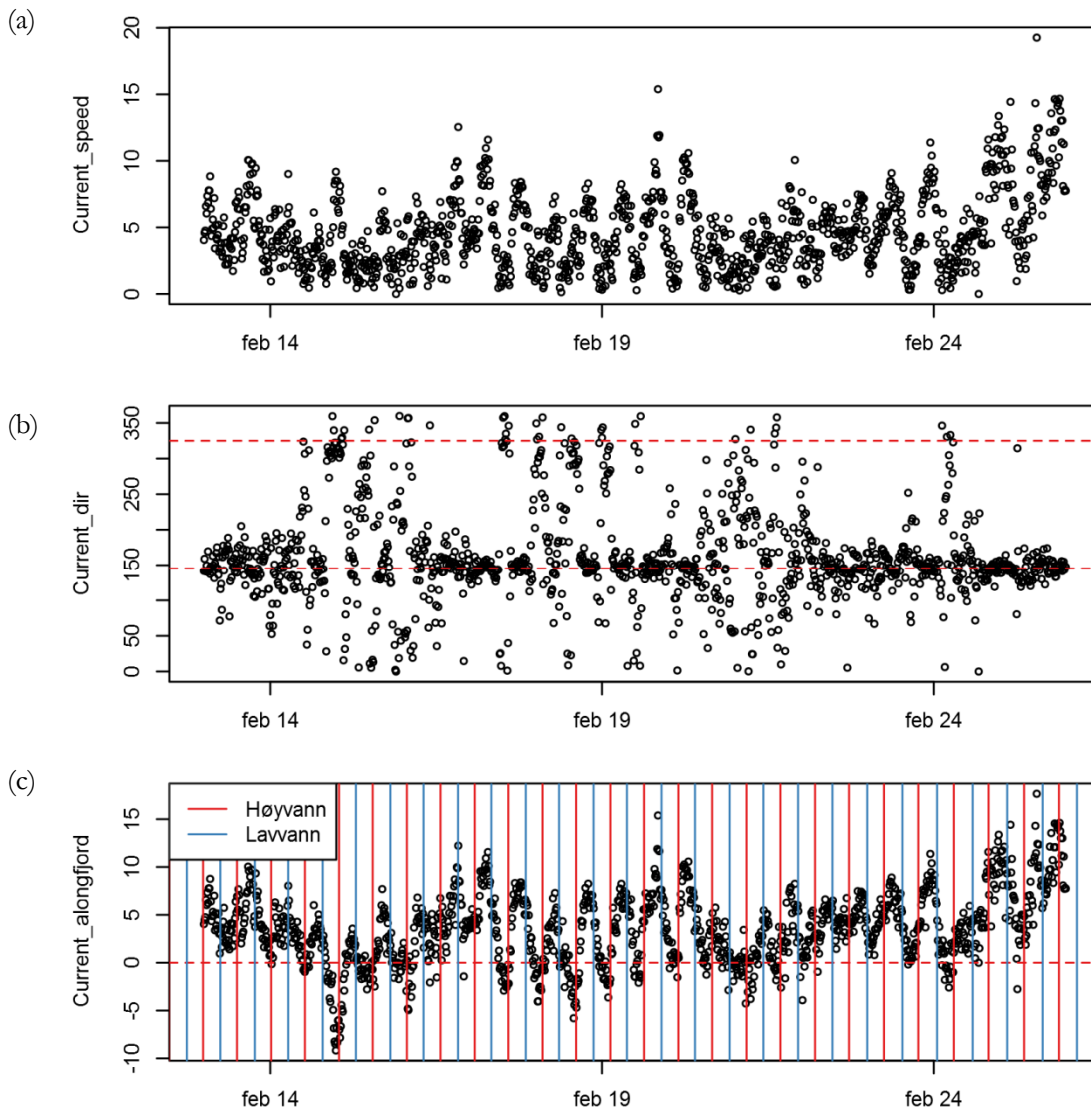 (a)
Current_speed
20
15
10
5
0
feb 14 feb 19 feb 24
(b)
Current_dir
350
250
150
50
0
feb 14 feb 19 feb 24
(c)
Current_alongfjord
Høyvann
Lavvann
15
10
5
0
-5
-10
feb 14 feb 19 feb 24